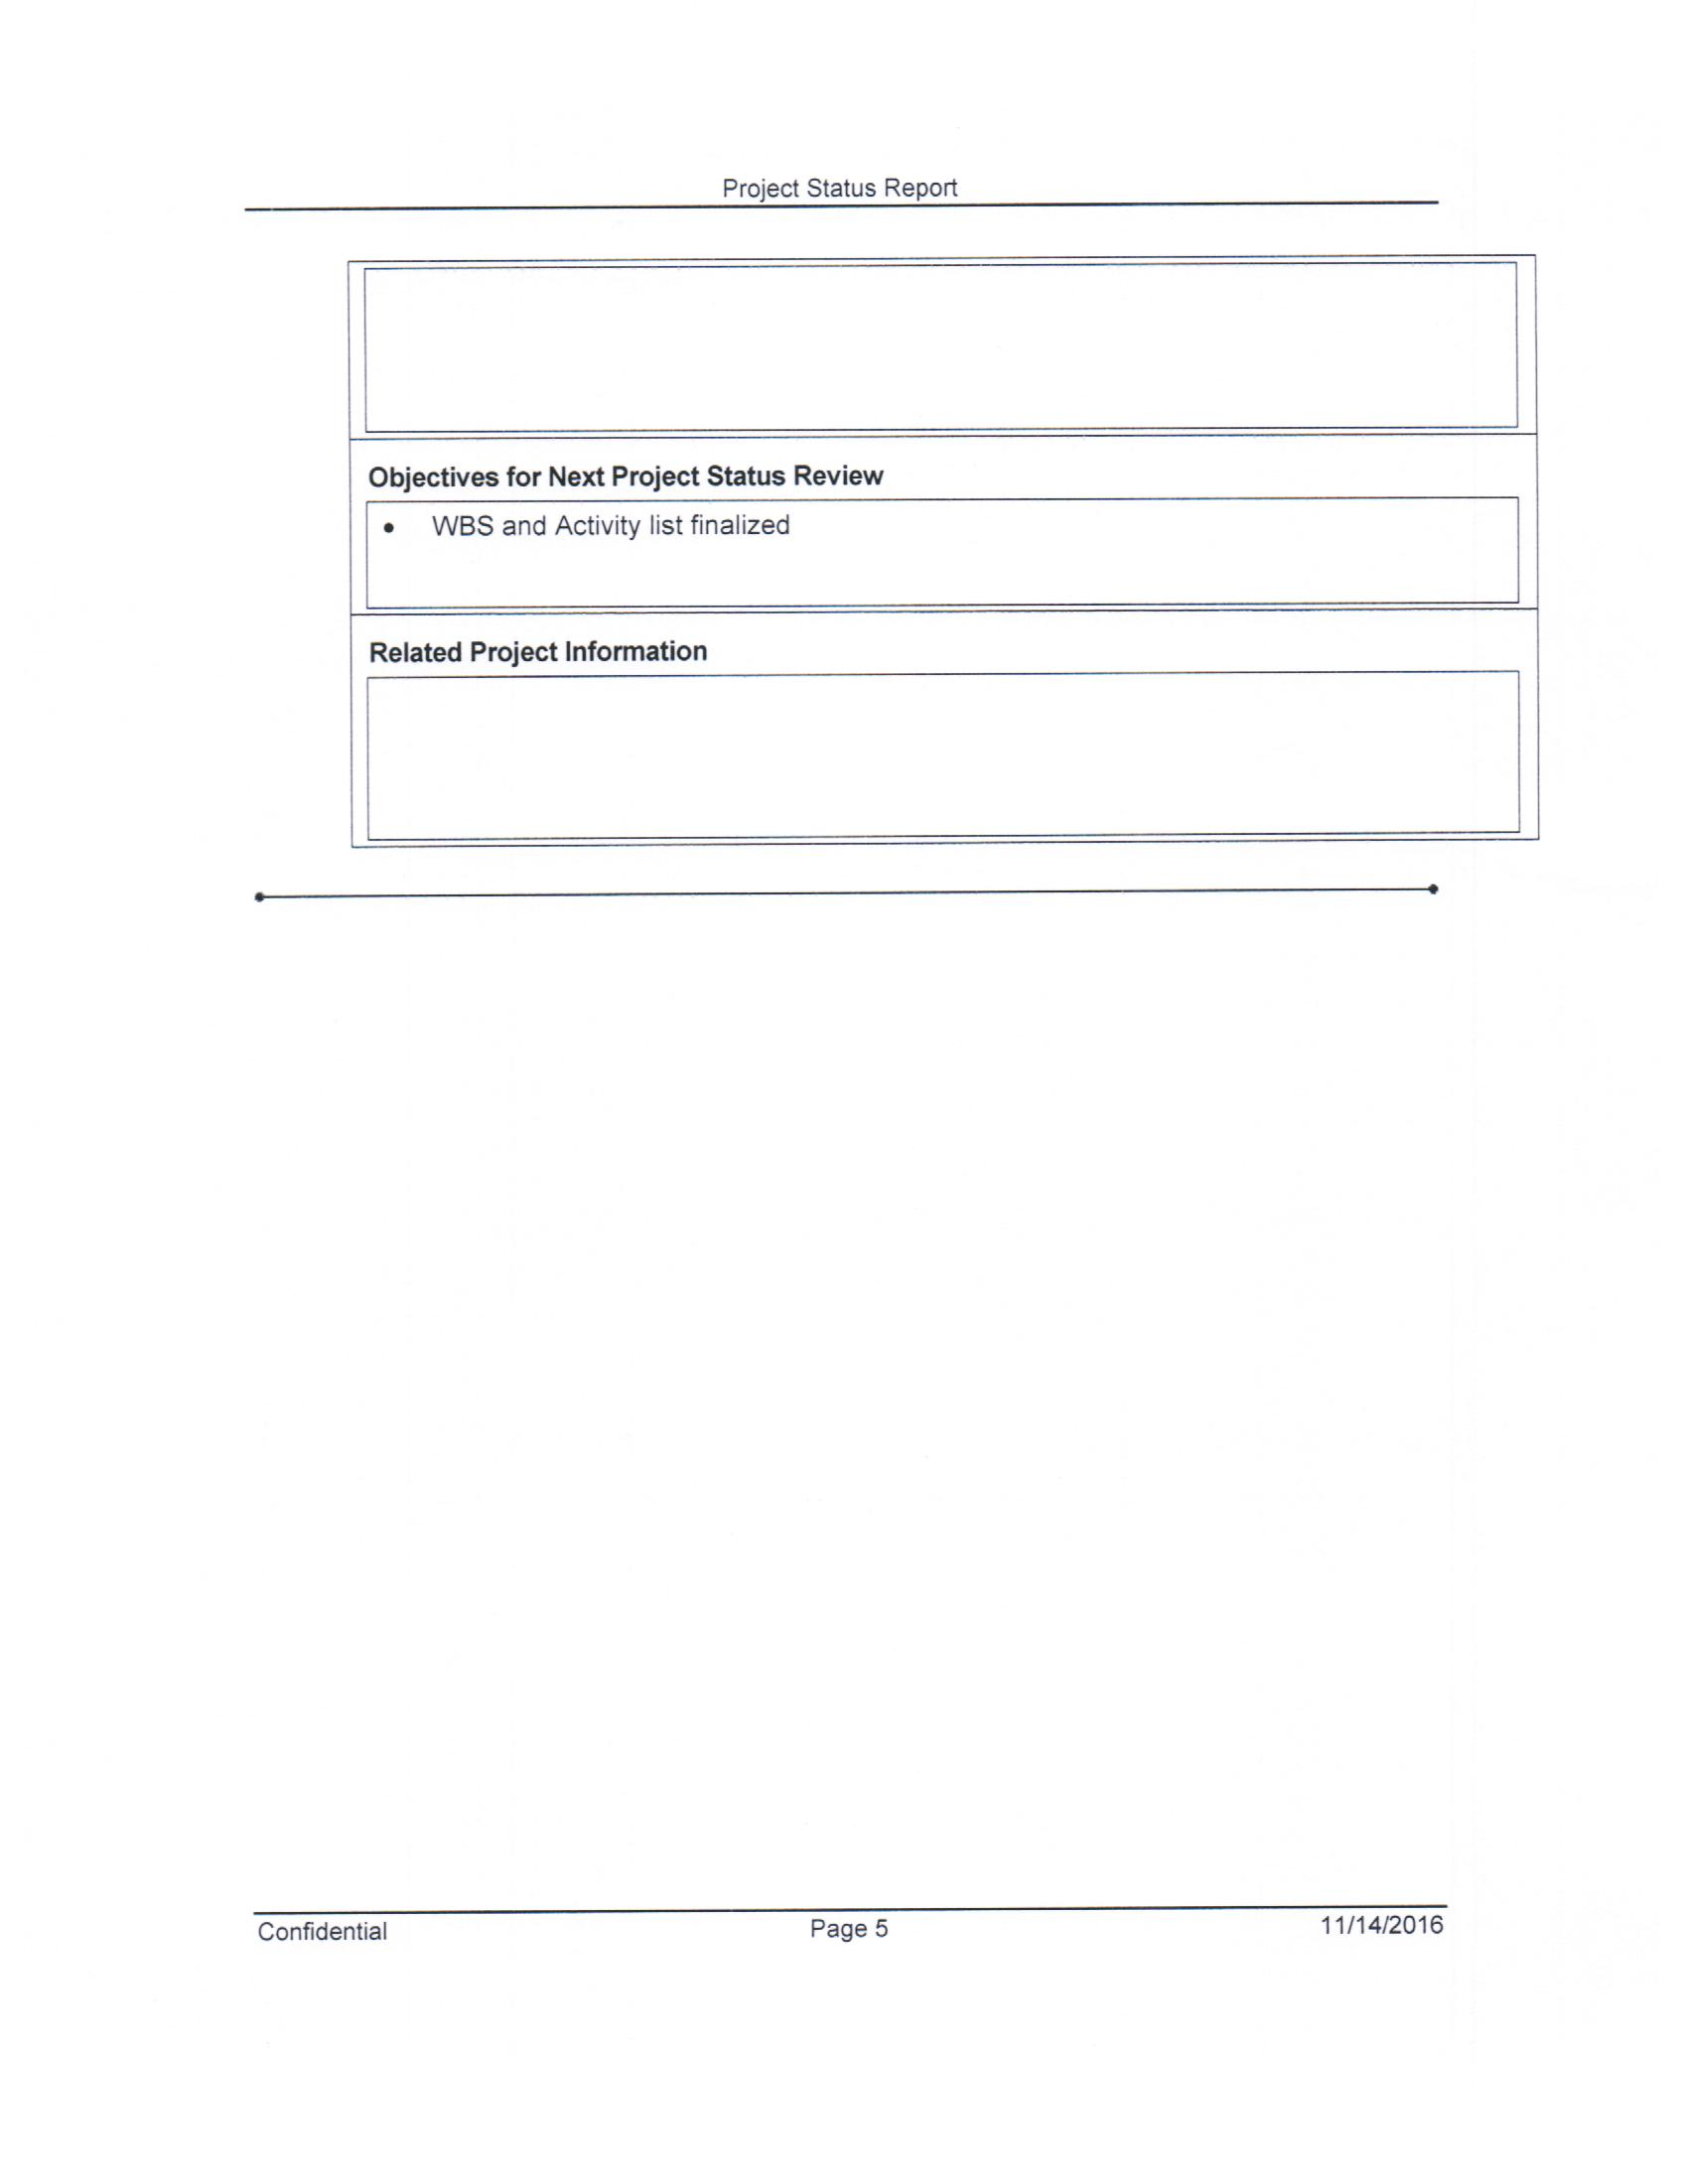 Project Status Report
Objectives for Next Project Status Review
• WBS and Activity list finalized
Related Project Information
Confidential Page 5 11/14/2016